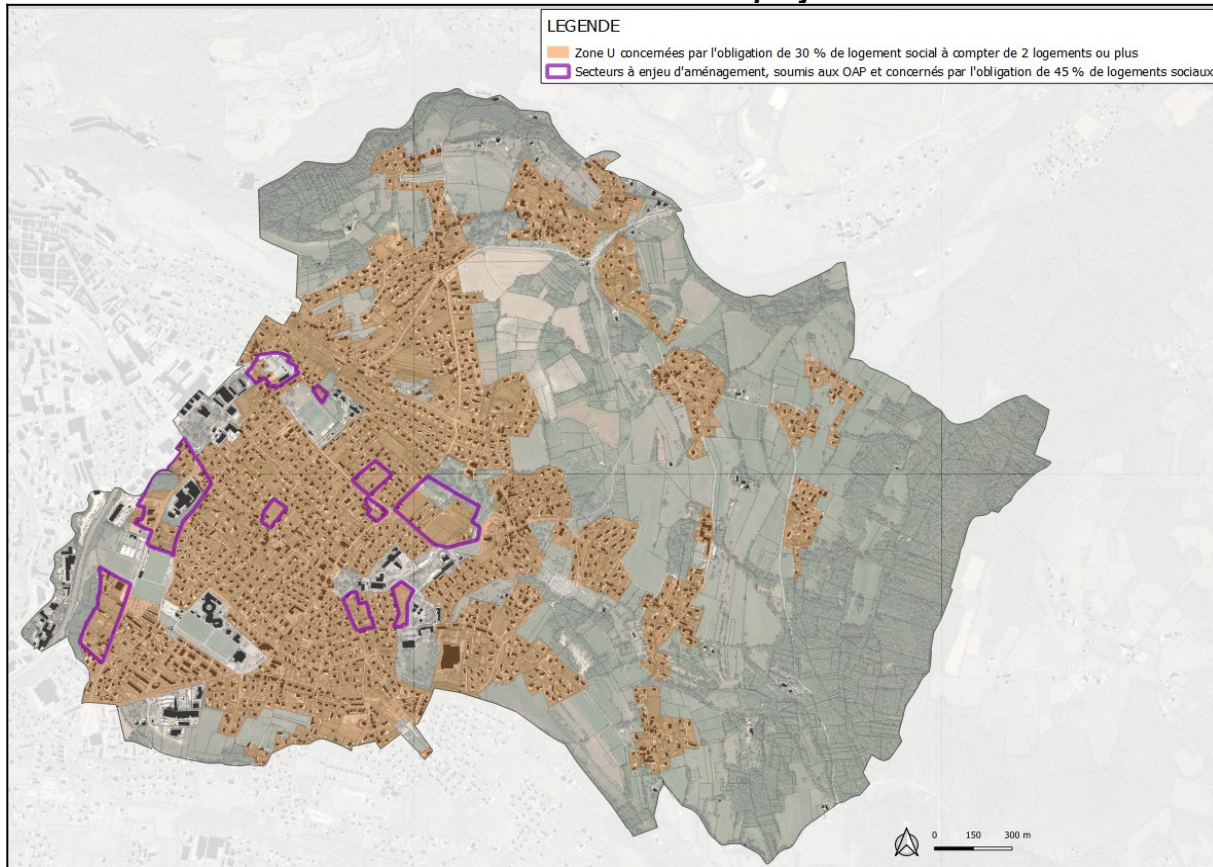 LEGENDE
Zone U concernées par l'obligation de 30 % de logement social à compter de 2 logements ou plus
Secteurs à enjeu d'aménagement, soumis aux OAP et concernés par l'obligation de 45 % de logements sociaux
0 150 300 m